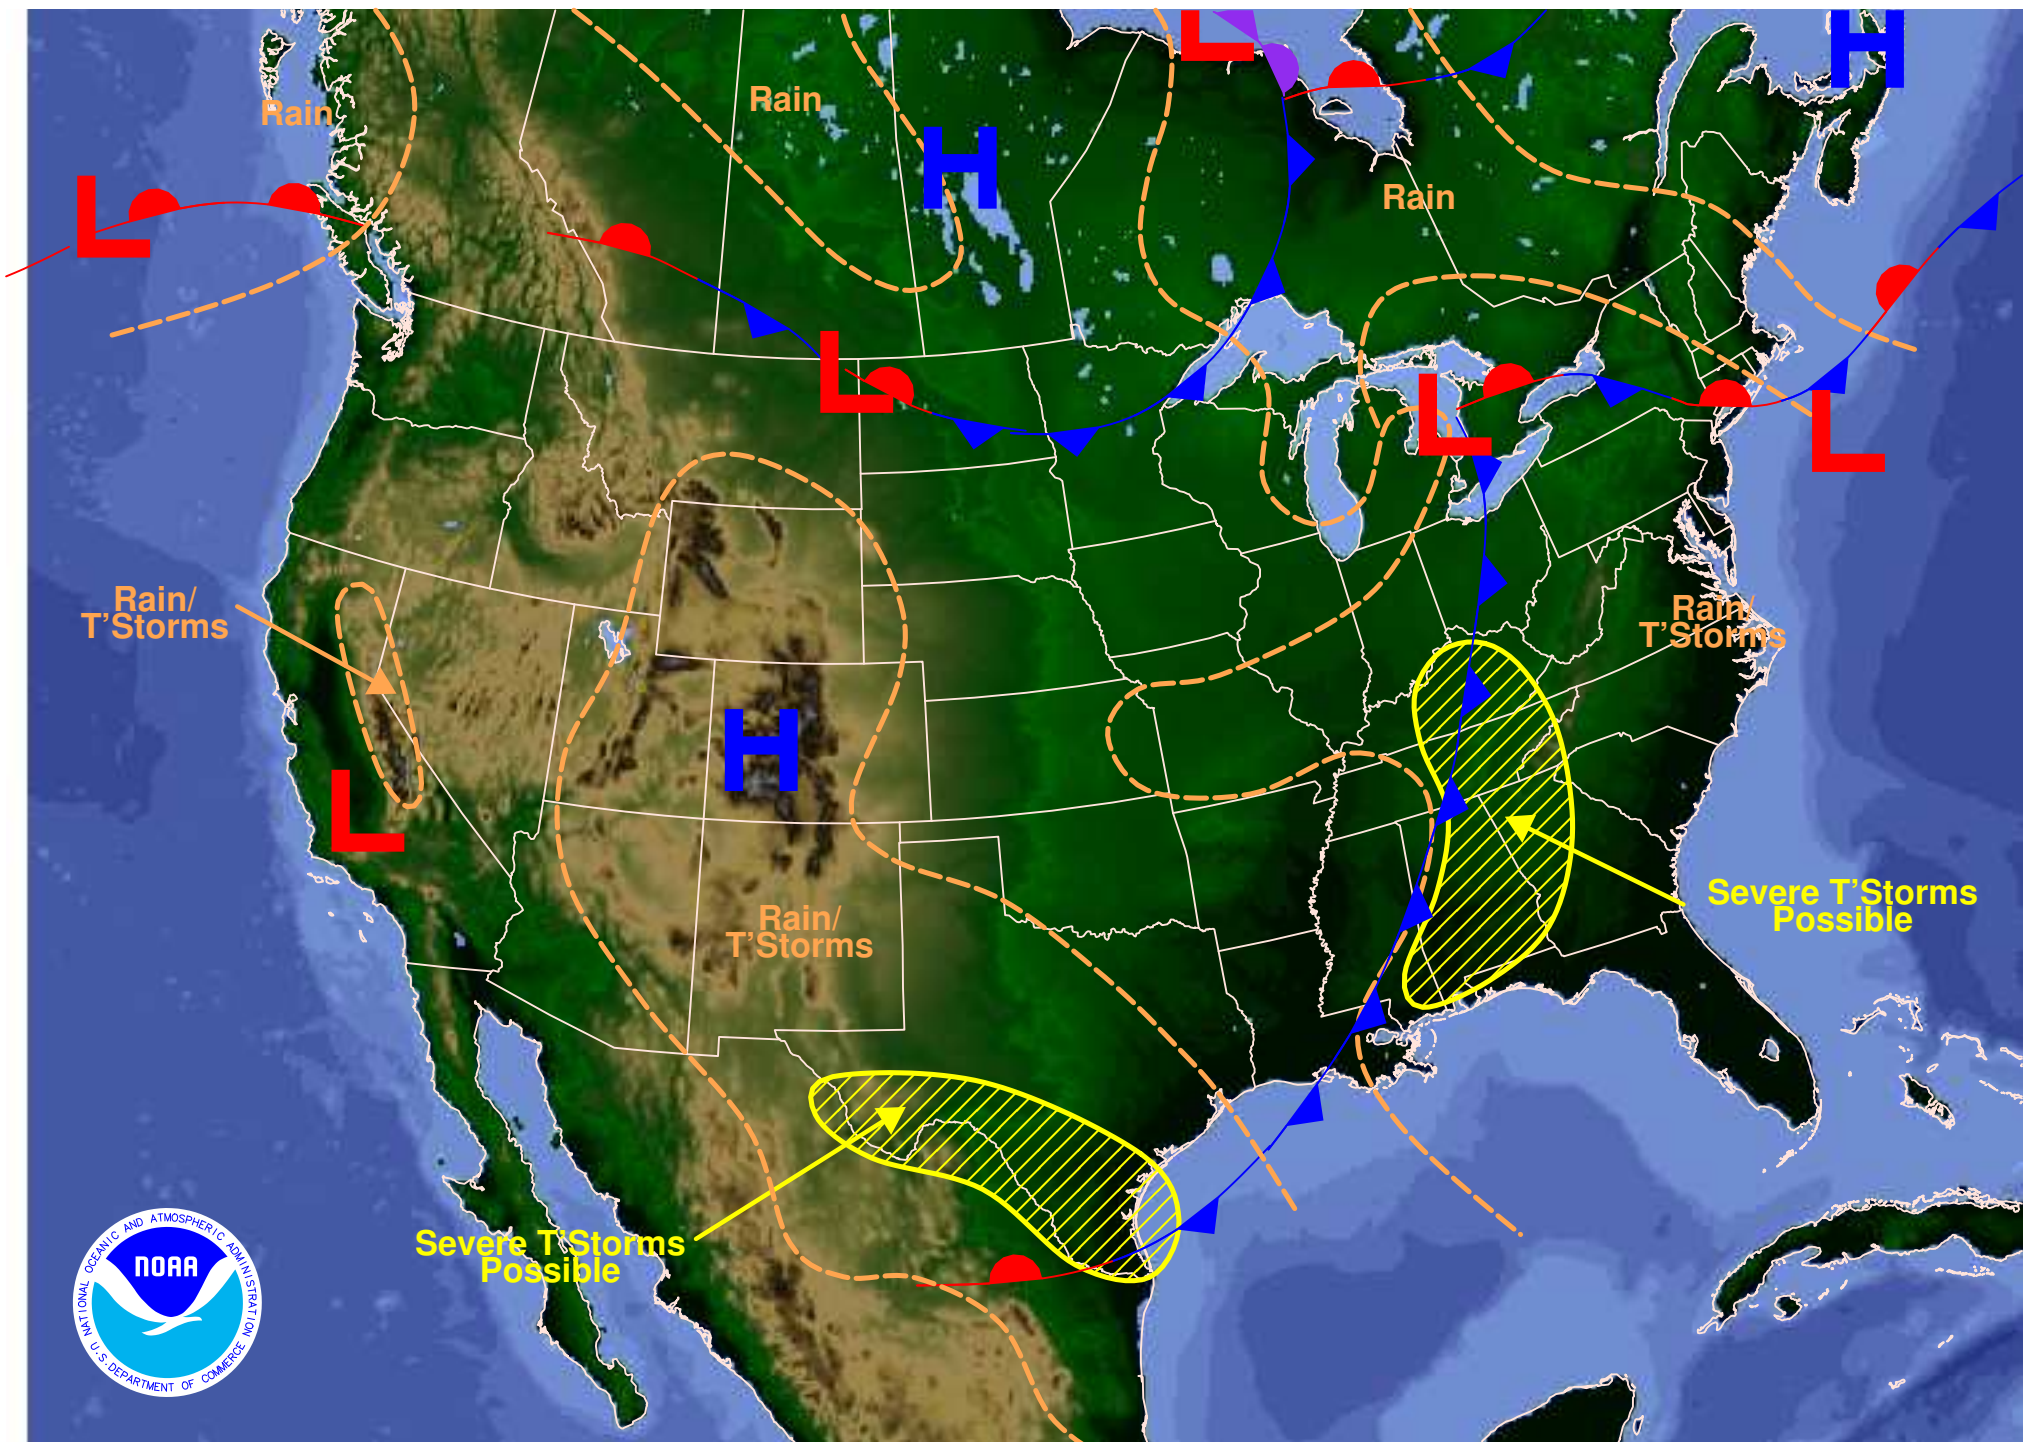 L
H
Rain
Rain
H
L
Rain
L
L
L
Rain/
T'Storms
Rain/
T'Storms
H
L
Severe T'Storms
Possible
Rain/
T'Storms
Severe T'Storms
Possible
NATIONAL OCEANIC AND ATMOSPHERIC ADMINISTRATION
NOAA
U.S. DEPARTMENT OF COMMERCE